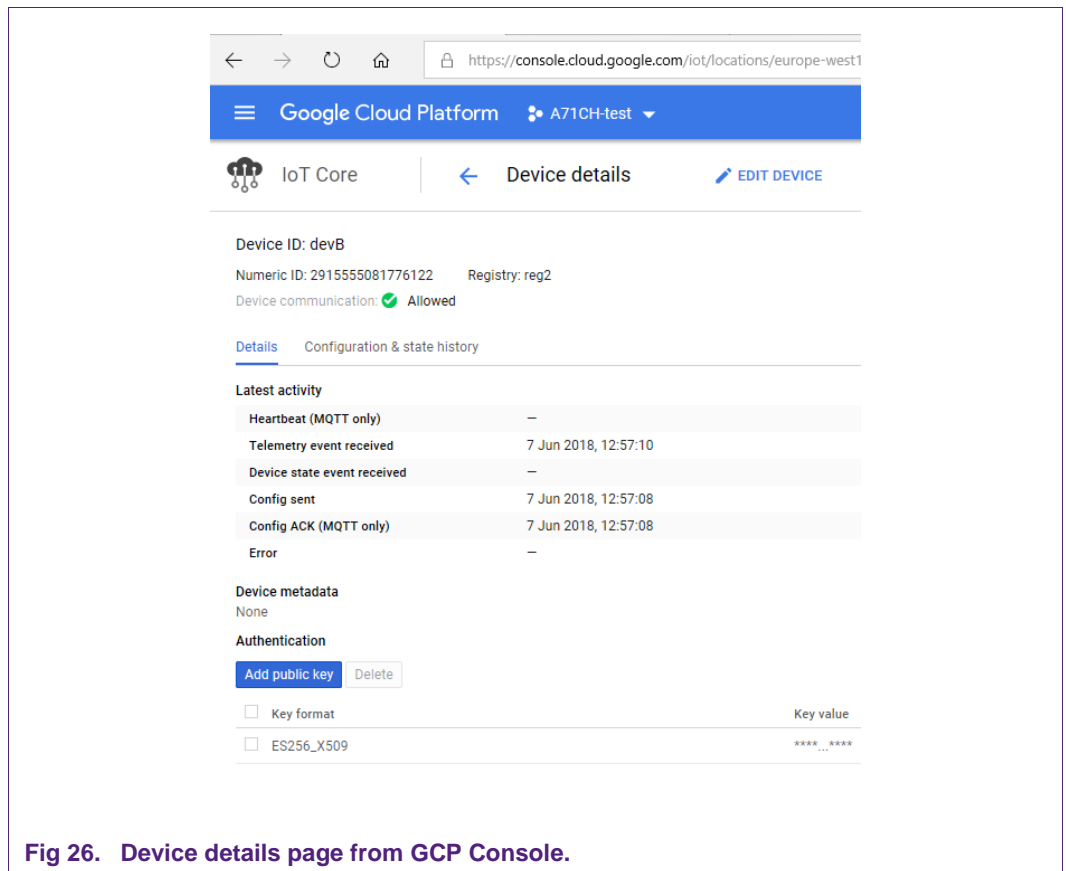 https://console.cloud.google.com/iot/locations/europe-west1
Google Cloud Platform A71CH-test
IoT Core Device details EDIT DEVICE
Device ID: devB
Numeric ID: 2915555081776122 Registry: reg2
Device communication: Allowed
Details Configuration & state history
Latest activity
Heartbeat (MQTT only) —
Telemetry event received 7 Jun 2018, 12:57:10
Device state event received —
Config sent 7 Jun 2018, 12:57:08
Config ACK (MQTT only) 7 Jun 2018, 12:57:08
Error —
Device metadata
None
Authentication
Add public key Delete
Key format Key value
ES256_X509 ****...****
Fig 26. Device details page from GCP Console.